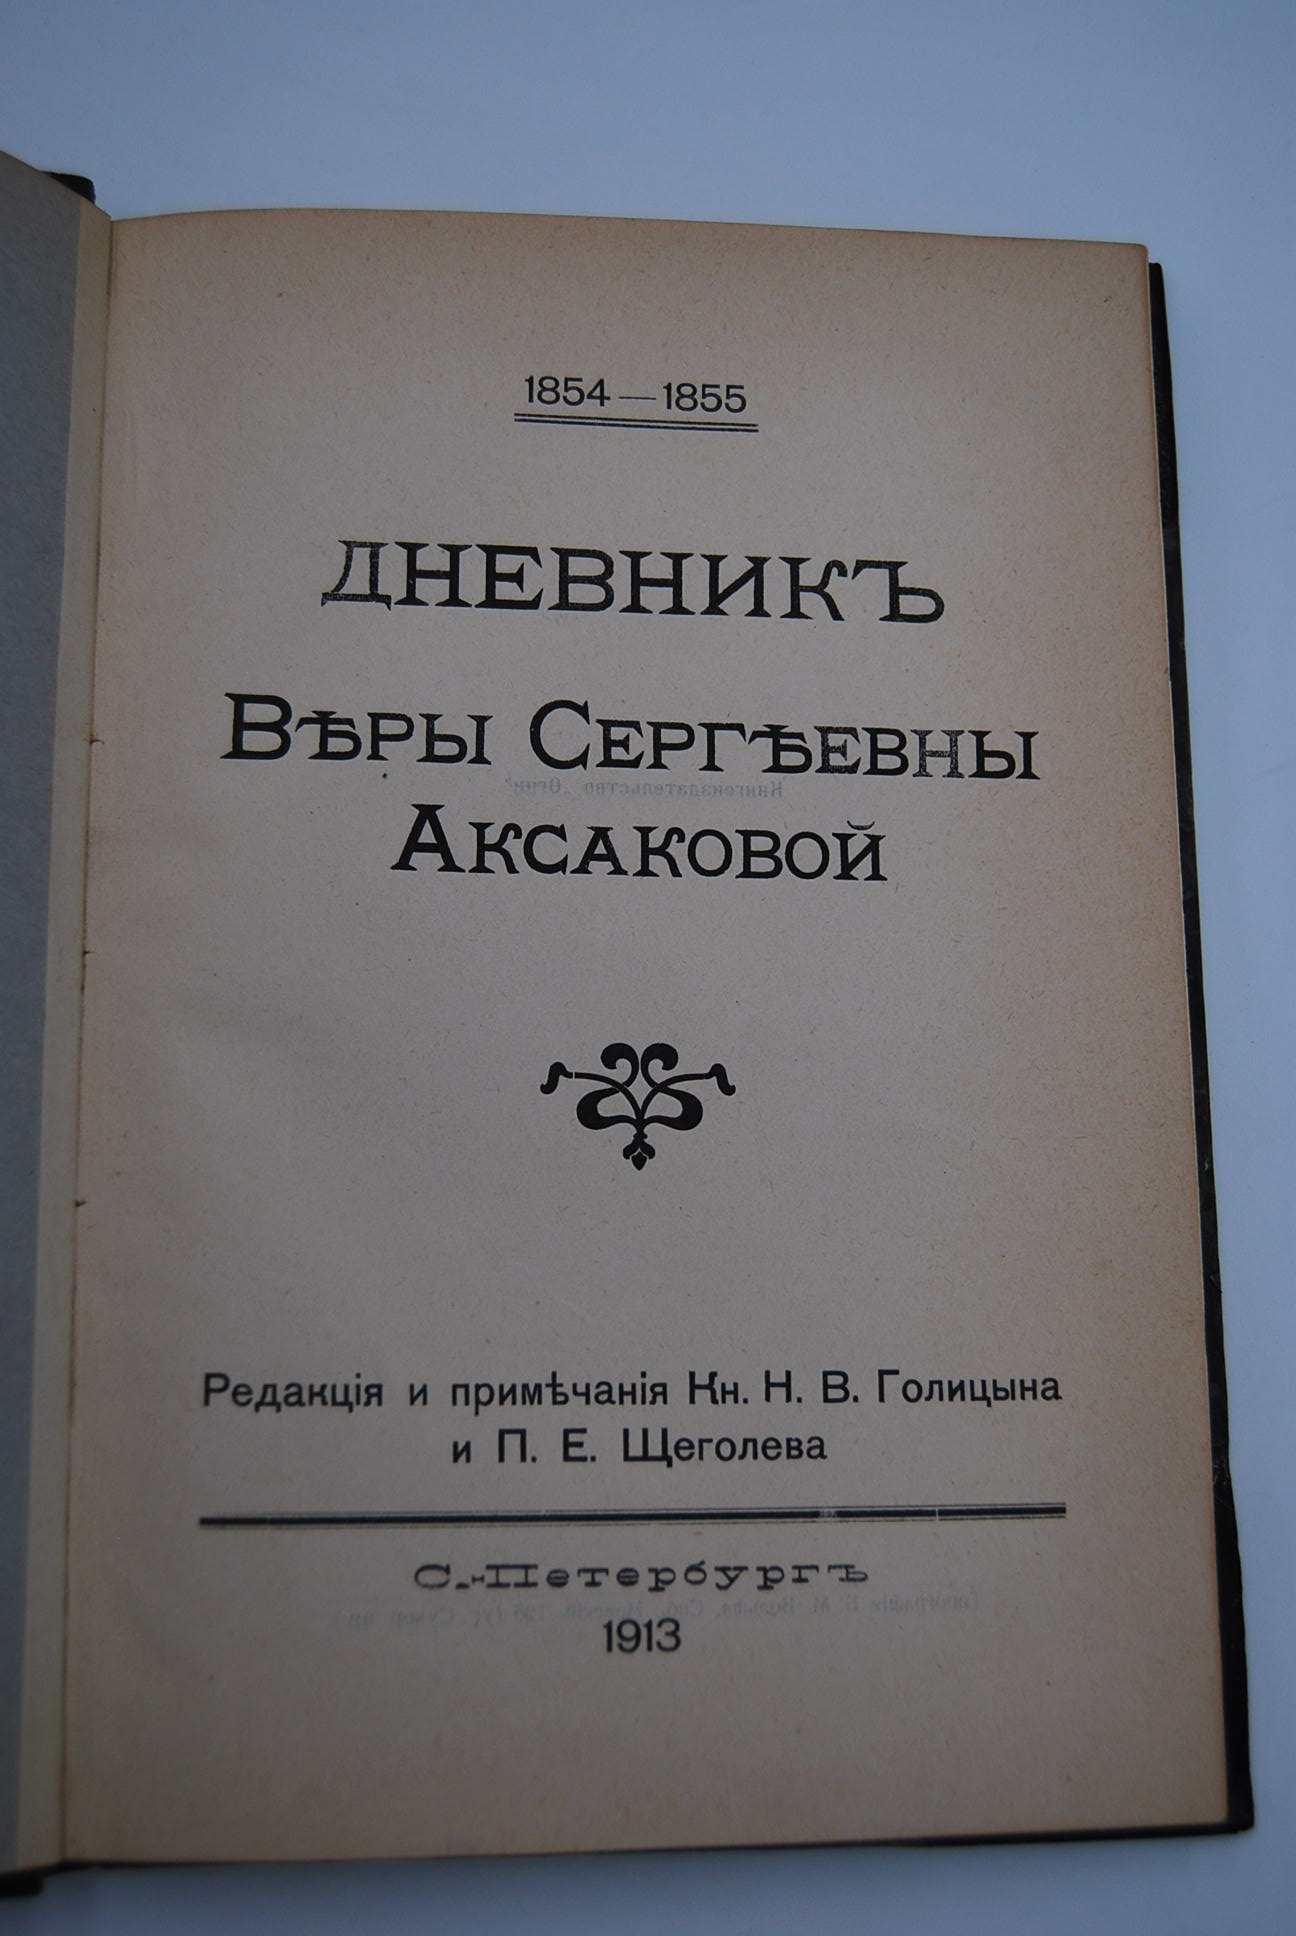 1854—1855
ДНЕВНИКЪ
ВѢРЫ СЕРГѢЕВНЫ
АКСАКОВОЙ
Редакція и примѣчанія Кн. Н. В. Голицына
и П. Е. Щеголева
С.-Петербургъ
1913